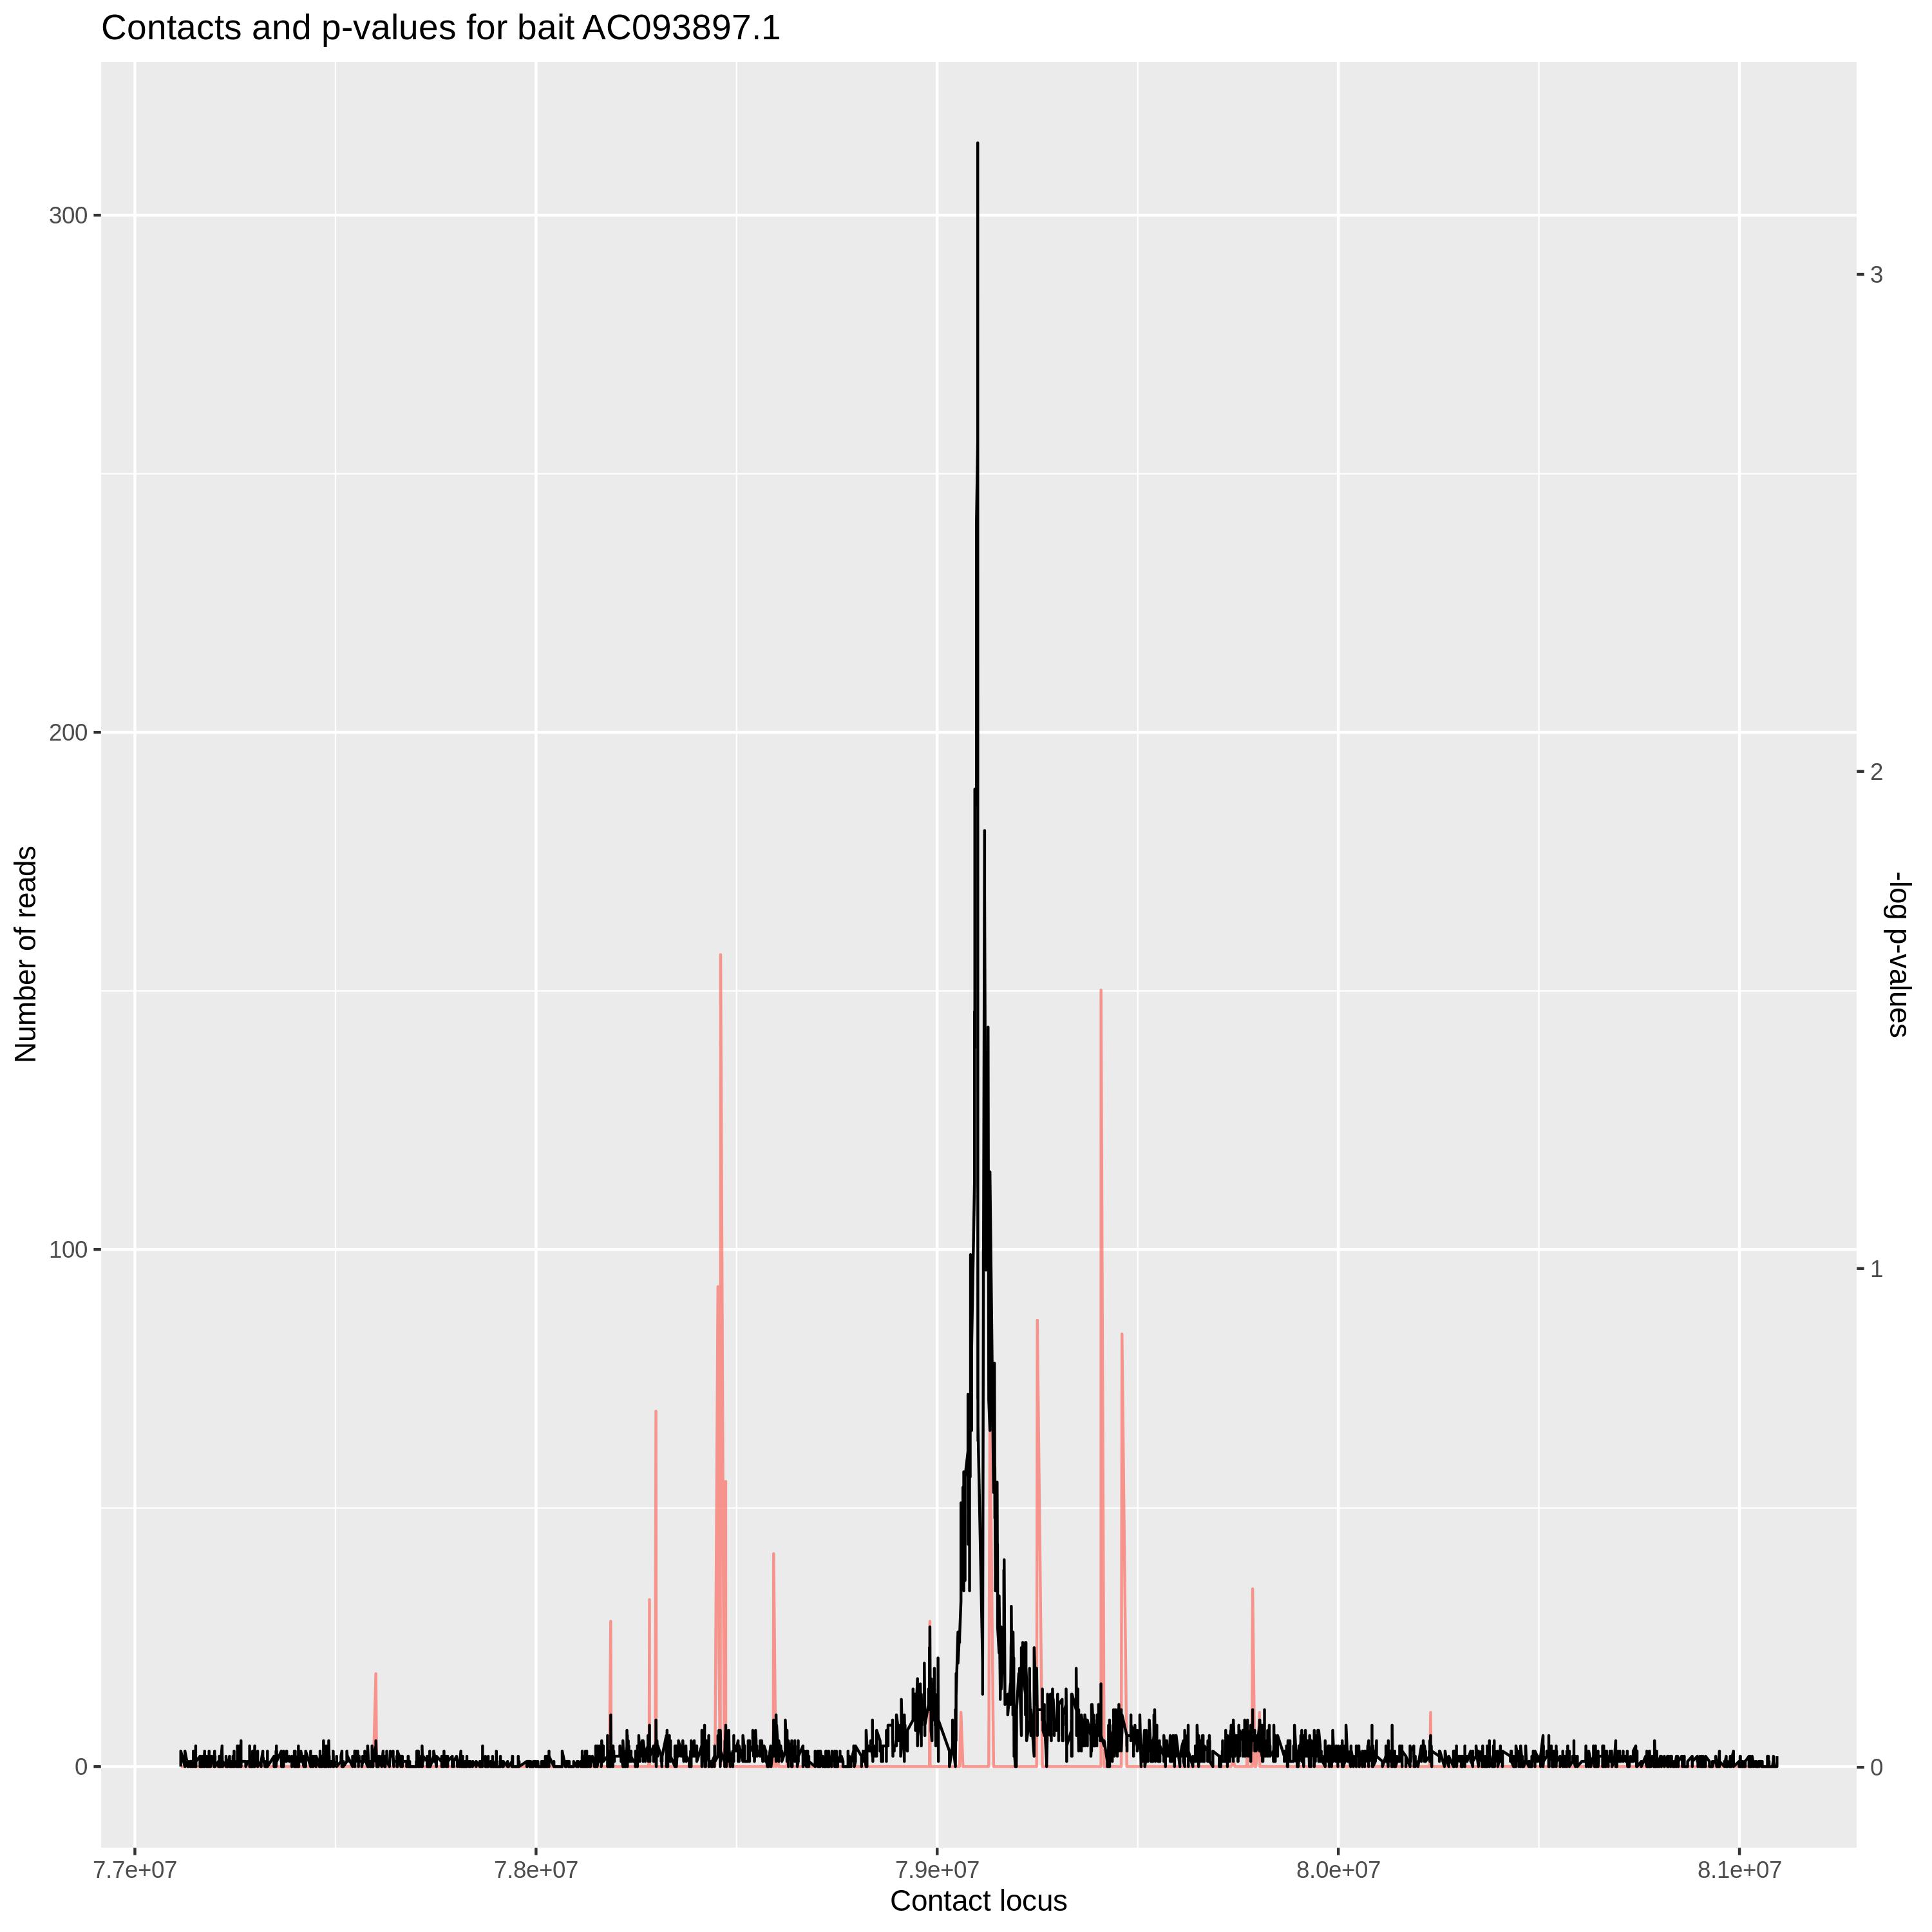 Contacts and p-values for bait AC093897.1
300
200
100
0
Number of reads
3
2
1
0
-log p-values
7.7e+07
7.8e+07
7.9e+07
8.0e+07
8.1e+07
Contact locus